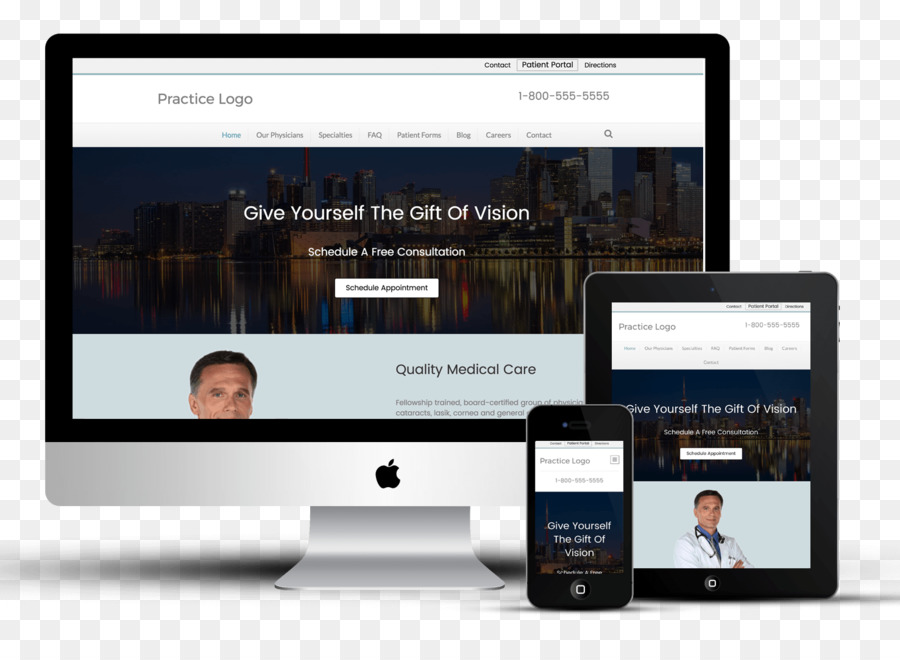 Contact Patient Portal Directions
Practice Logo
1-800-555-5555
Home Our Physicians Specialties FAQ Patient Forms Blog Careers Contact
Give Yourself The Gift Of Vision
Schedule A Free Consultation
Schedule Appointment
Quality Medical Care
Fellowship trained, board-certified group of
cataracts, lasik, cornea and general
Contact Patient Portal Directions
Practice Logo
1-800-555-5555
Home Our Physicians Specialties FAQ Patient Forms Blog Careers
Contact
Give Yourself The Gift Of Vision
Schedule A Free Consultation
Schedule Appointment
Contact Patient Portal Directions
Practice Logo
1-800-555-5555
Give Yourself
The Gift Of
Vision
Schedule A Free